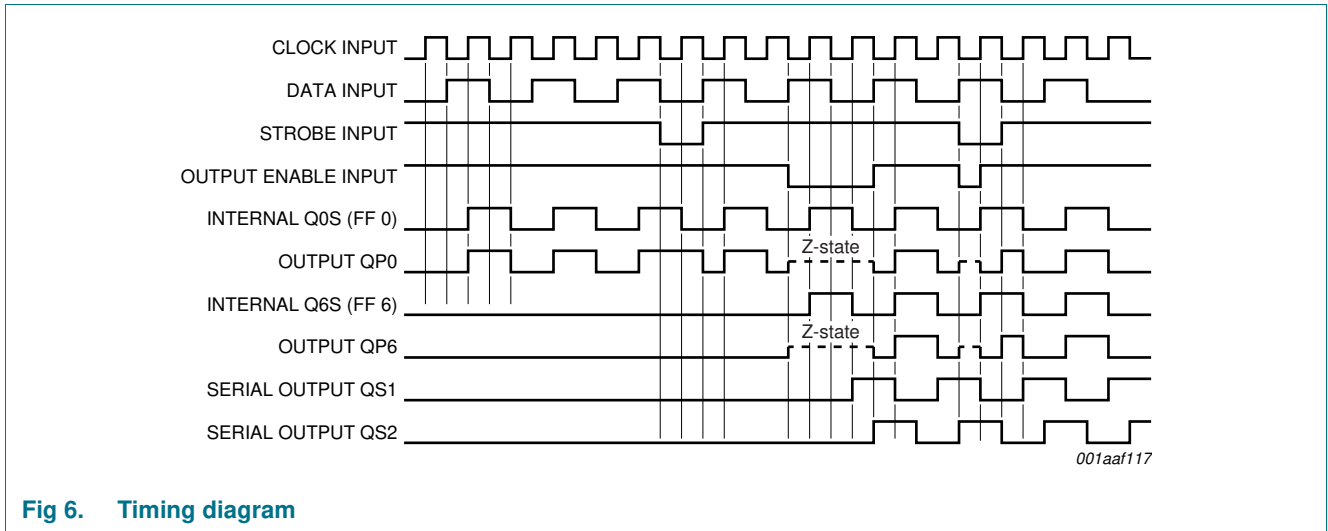 CLOCK INPUT
DATA INPUT
STROBE INPUT
OUTPUT ENABLE INPUT
INTERNAL Q0S (FF 0)
Z-state
OUTPUT QP0
INTERNAL Q6S (FF 6)
Z-state
OUTPUT QP6
SERIAL OUTPUT QS1
SERIAL OUTPUT QS2
001aaf117
Fig 6. Timing diagram